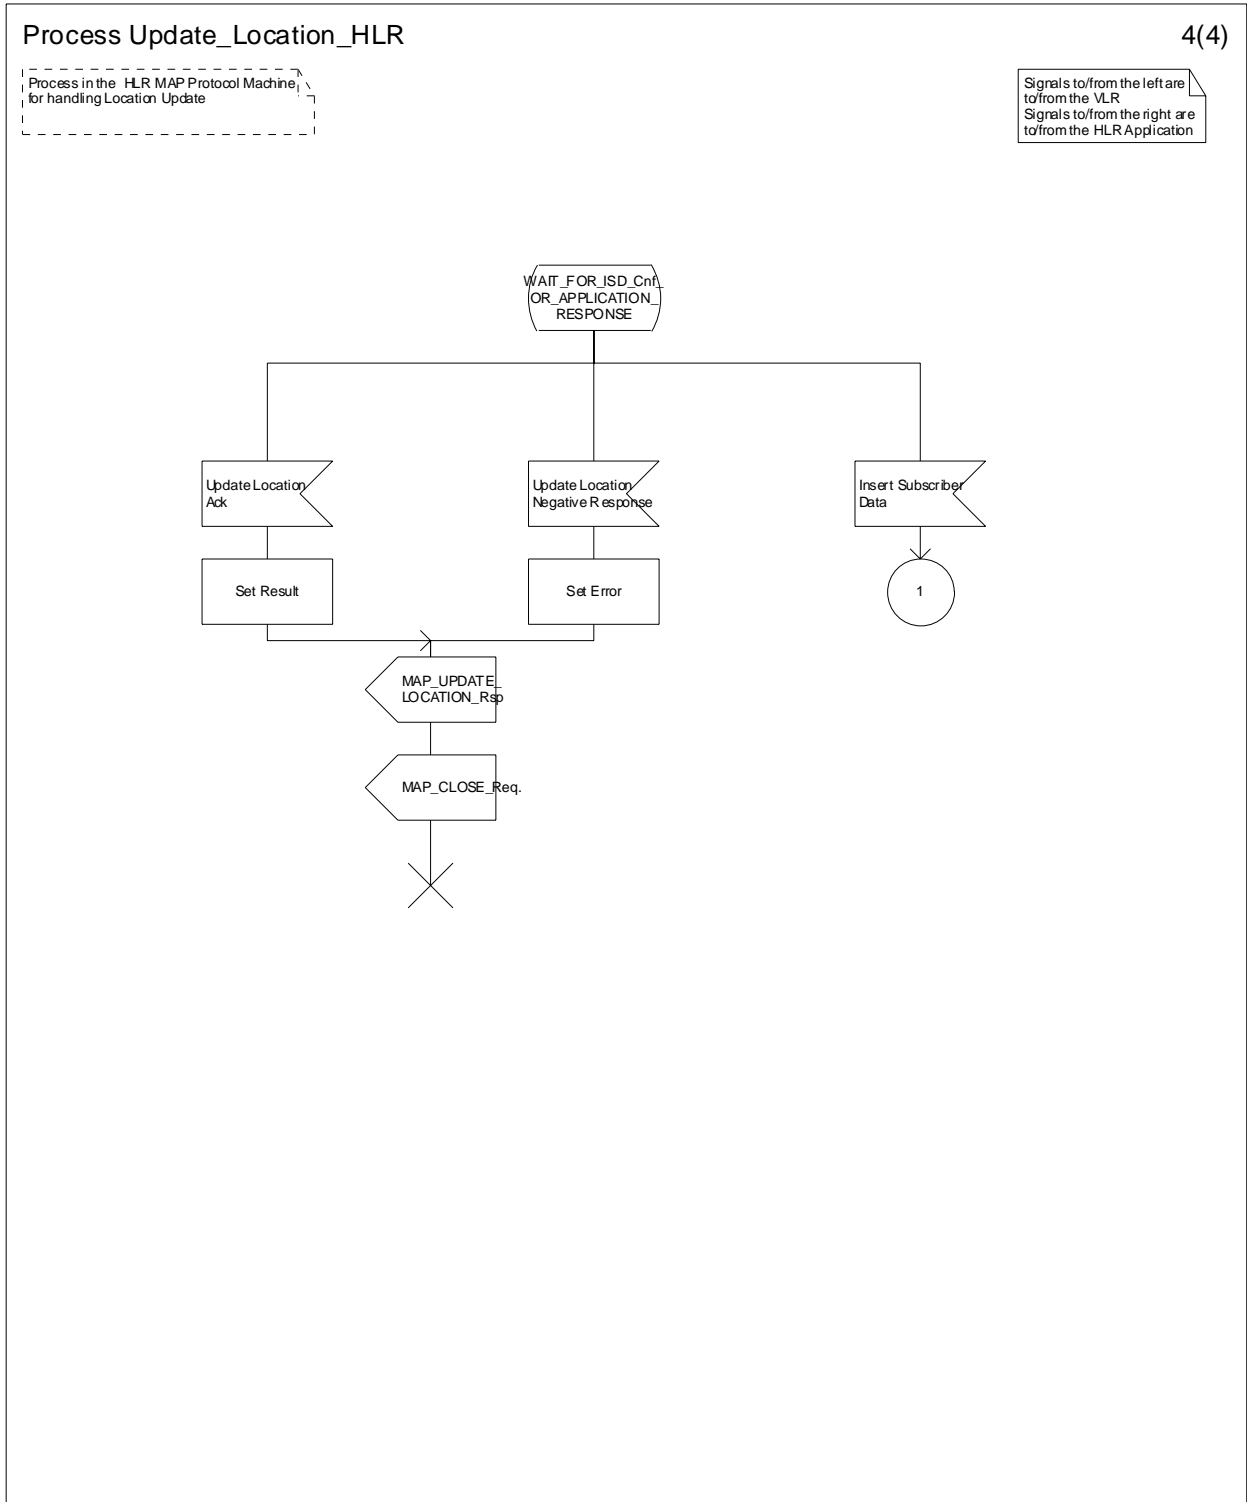 Process Update_Location_HLR
4(4)
Process in the HLR MAP Protocol Machine
for handling Location Update
Signals to/from the left are
to/from the VLR
Signals to/from the right are
to/from the HLR Application
WAIT_FOR_ISD_Cnf_
OR_APPLICATION_
RESPONSE
Update Location
Ack
Update Location
Negative Response
Insert Subscriber
Data
Set Result
Set Error
1
MAP_UPDATE_
LOCATION_Rsp
MAP_CLOSE_Req.